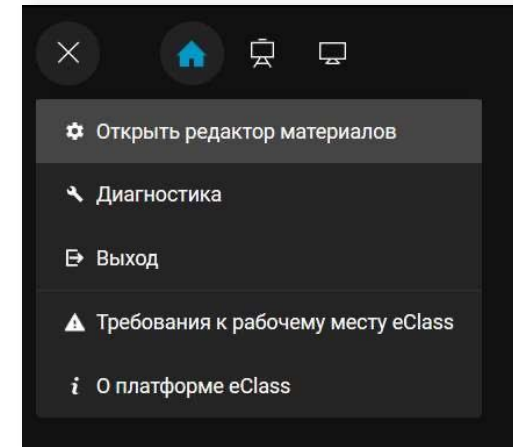 Открыть редактор материалов
Диагностика
Выход
Требования к рабочему месту eClass
О платформе eClass